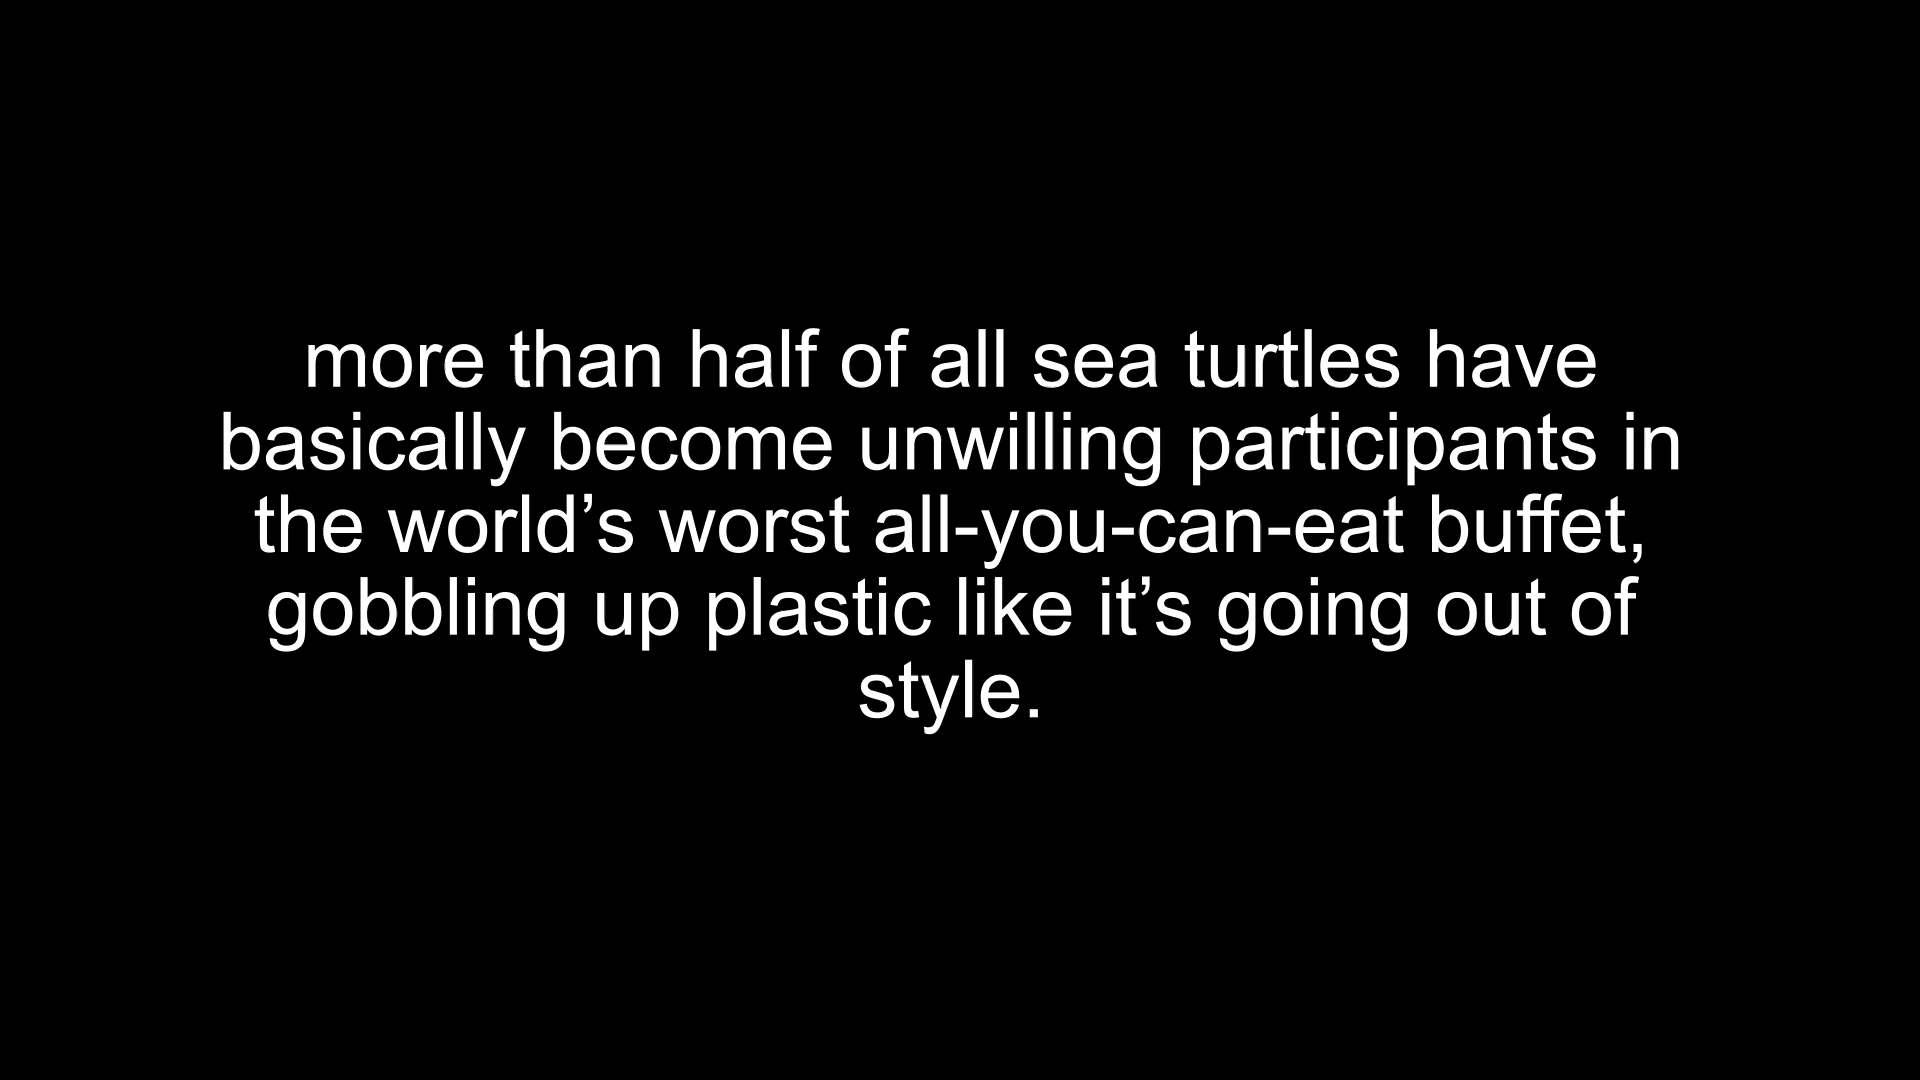 more than half of all sea turtles have
basically become unwilling participants in
the world’s worst all-you-can-eat buffet,
gobbling up plastic like it’s going out of
style.